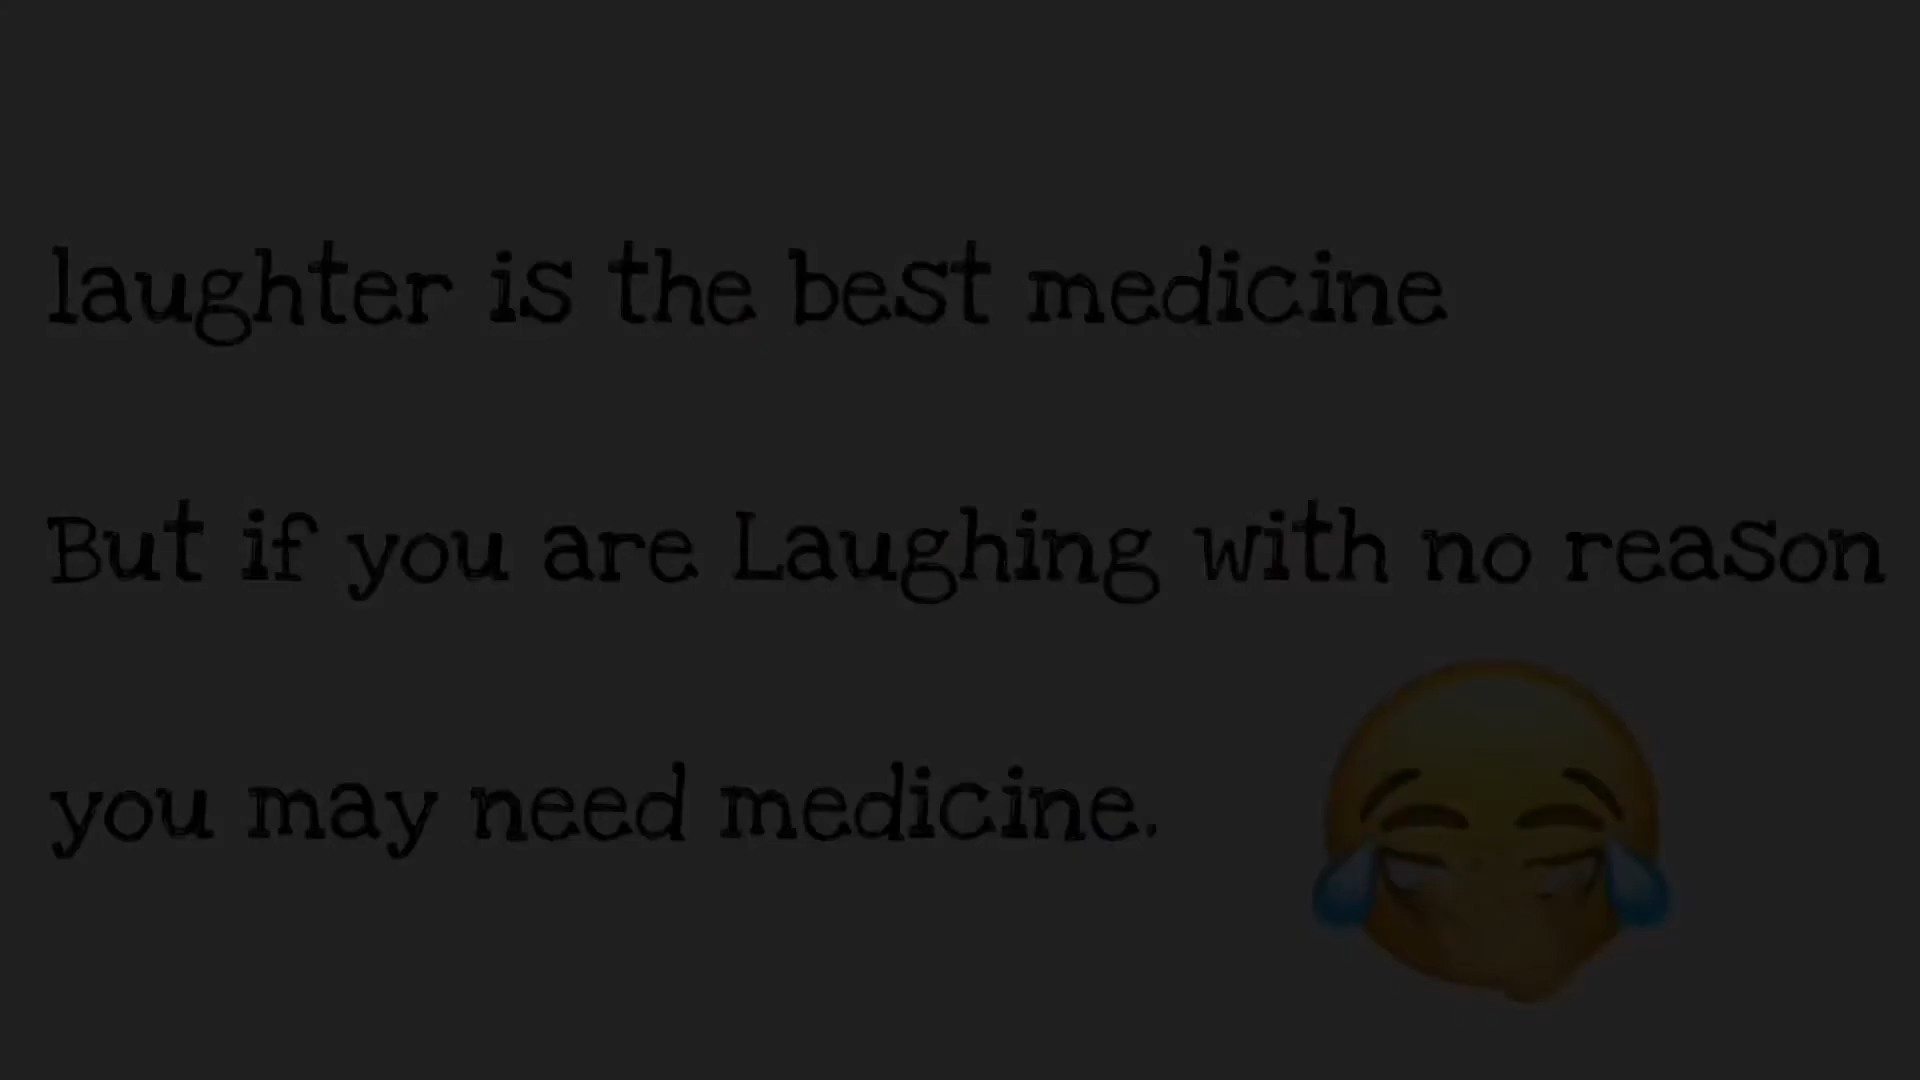 laughter is the best medicine
But if you are Laughing with no reason
you may need medicine.